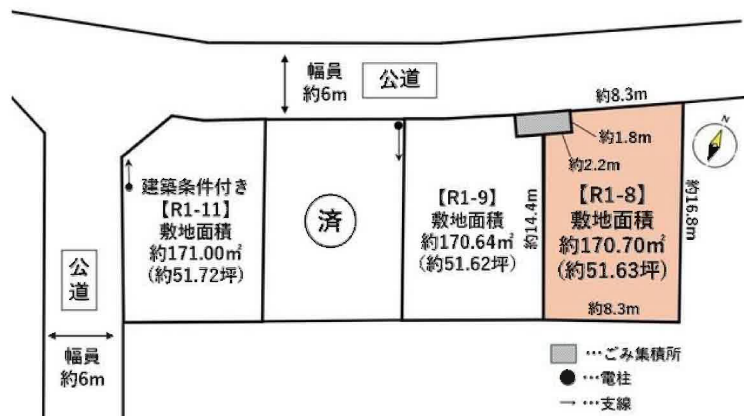 幅員
約6m
公道
約8.3m
N
約1.8m
約2.2m
建築条件付き
【R1-11】
敷地面積
約171.00㎡
(約51.72坪)
済
【R1-9】
敷地面積
約170.64㎡
(約51.62坪)
約14.4m
【R1-8】
敷地面積
約170.70㎡
(約51.63坪)
約16.8m
約8.3m
公道
幅員
約6m
…ごみ集積所
…電柱
…支線